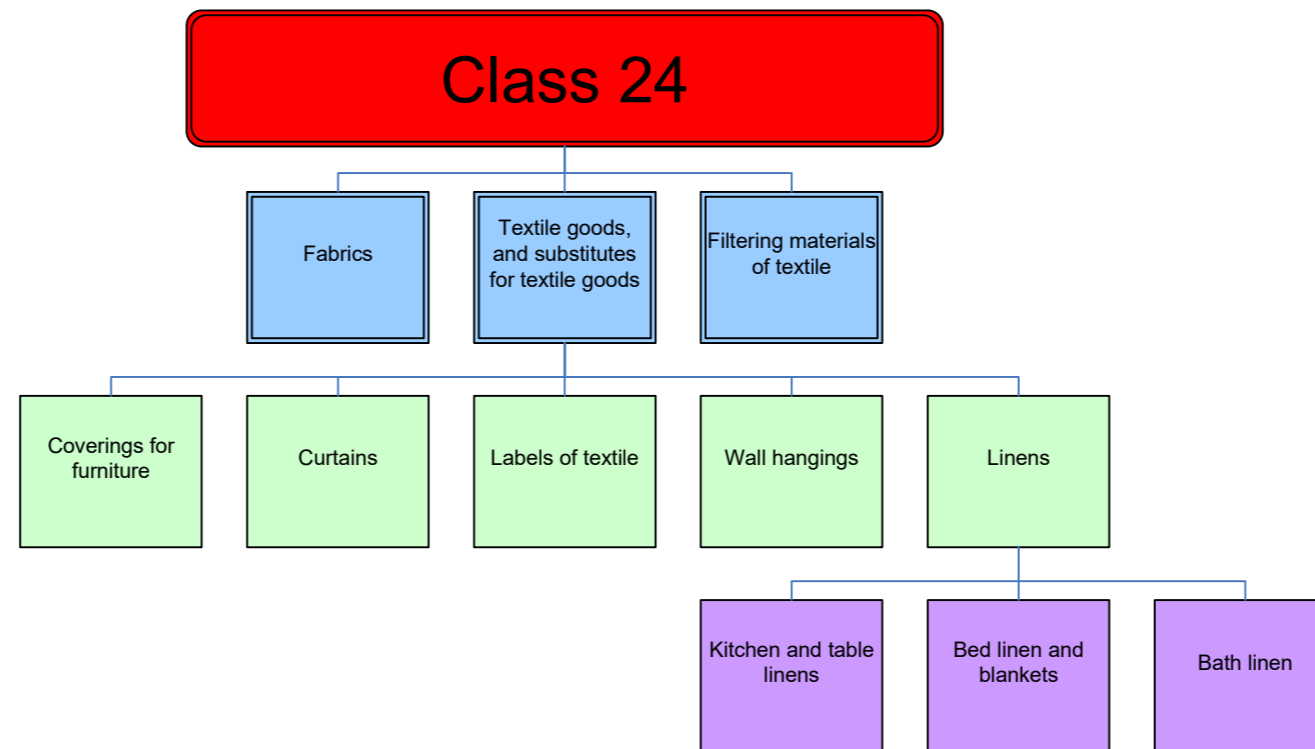 Class 24
Fabrics
Textile goods,
and substitutes
for textile goods
Filtering materials
of textile
Coverings for
furniture
Curtains
Labels of textile
Wall hangings
Linens
Kitchen and table
linens
Bed linen and
blankets
Bath linen